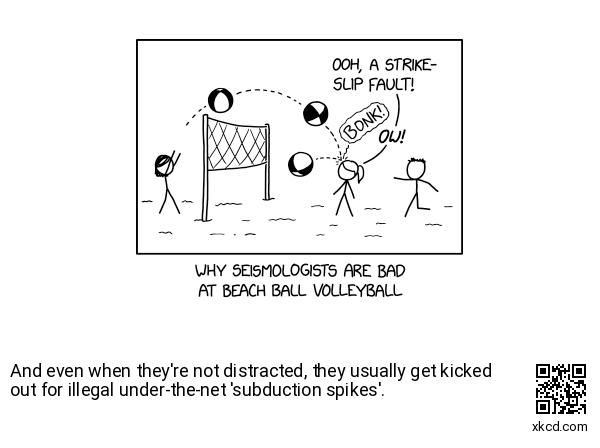 OOH, A STRIKE-
SLIP FAULT!
BONK!
OW!
WHY SEISMOLOGISTS ARE BAD
AT BEACH BALL VOLLEYBALL
And even when they're not distracted, they usually get kicked
out for illegal under-the-net 'subduction spikes'.
xkcd.com